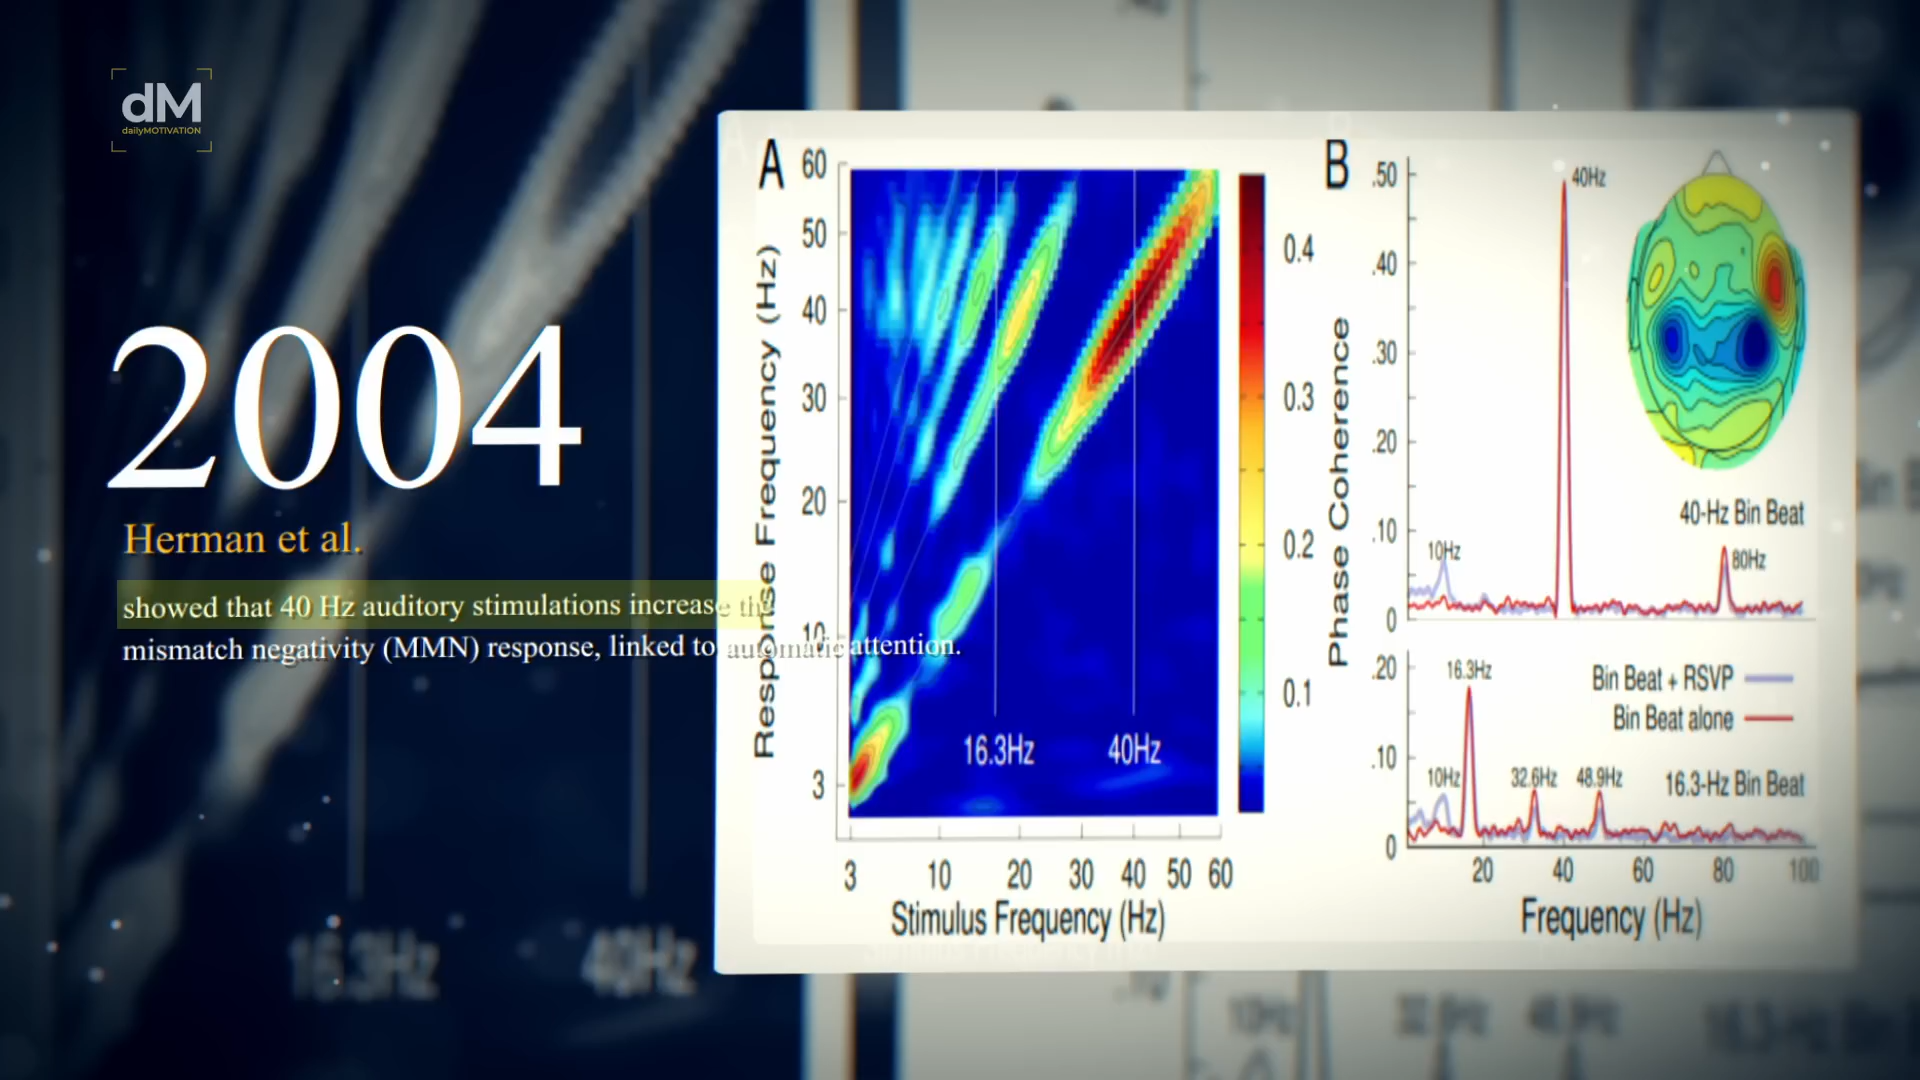 dM
dailyMOTIVATION
2004
Herman et al.
showed that 40 Hz auditory stimulations increase the
mismatch negativity (MMN) response, linked to automatic attention.
A
Response Frequency (Hz)
60
50
40
30
20
10
3
16.3Hz
40Hz
3
10
20
30
40
50
60
Stimulus Frequency (Hz)
0.4
0.3
0.2
0.1
B
Phase Coherence
.50
.40
.30
.20
.10
0
40Hz
10Hz
80Hz
40-Hz Bin Beat
.20
.10
0
16.3Hz
Bin Beat + RSVP
Bin Beat alone
10Hz
32.6Hz
48.9Hz
16.3-Hz Bin Beat
20
40
60
80
100
Frequency (Hz)
16.3Hz
40Hz